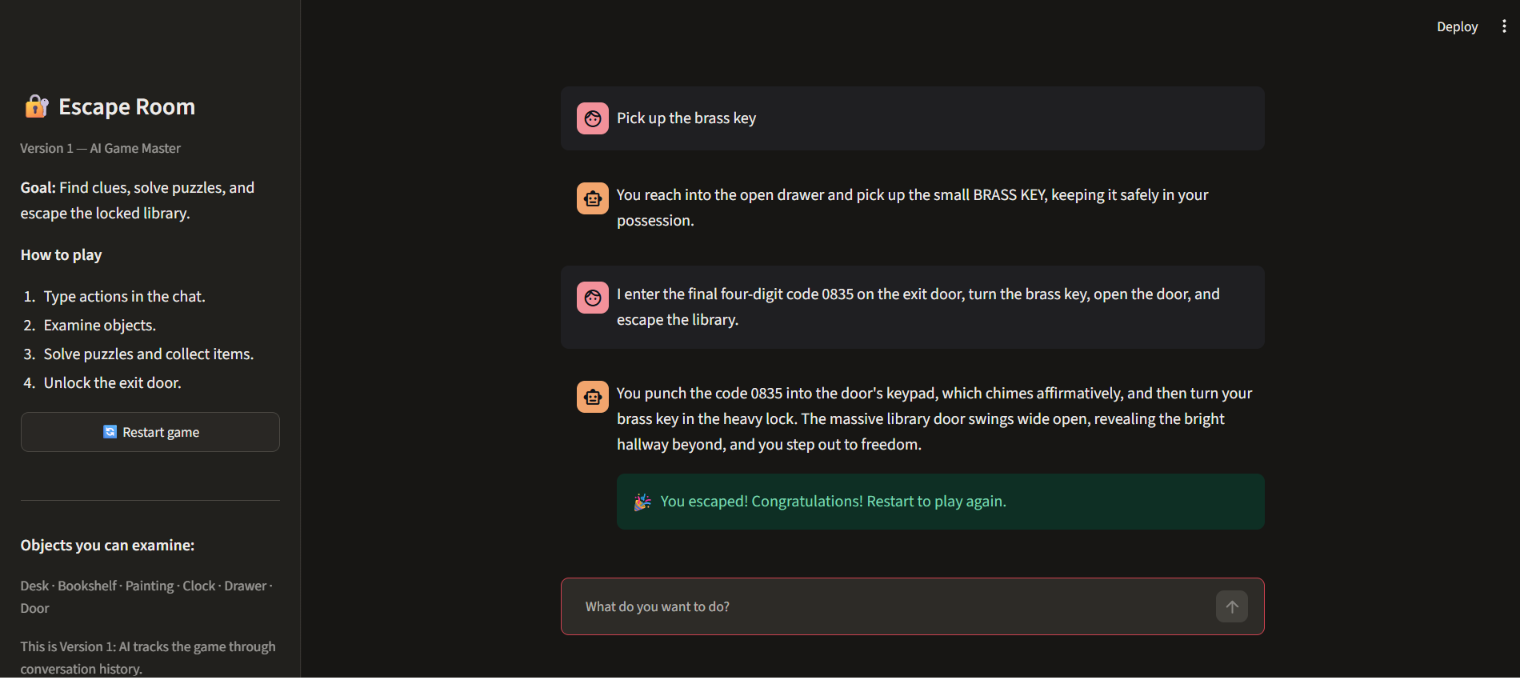 Deploy
Escape Room
Version 1 — AI Game Master
Goal: Find clues, solve puzzles, and
escape the locked library.
How to play
1. Type actions in the chat.
2. Examine objects.
3. Solve puzzles and collect items.
4. Unlock the exit door.
Restart game
Objects you can examine:
Desk · Bookshelf · Painting · Clock · Drawer ·
Door
This is Version 1: AI tracks the game through
conversation history.
Pick up the brass key
You reach into the open drawer and pick up the small BRASS KEY, keeping it safely in your
possession.
I enter the final four-digit code 0835 on the exit door, turn the brass key, open the door, and
escape the library.
You punch the code 0835 into the door's keypad, which chimes affirmatively, and then turn your
brass key in the heavy lock. The massive library door swings wide open, revealing the bright
hallway beyond, and you step out to freedom.
You escaped! Congratulations! Restart to play again.
What do you want to do?